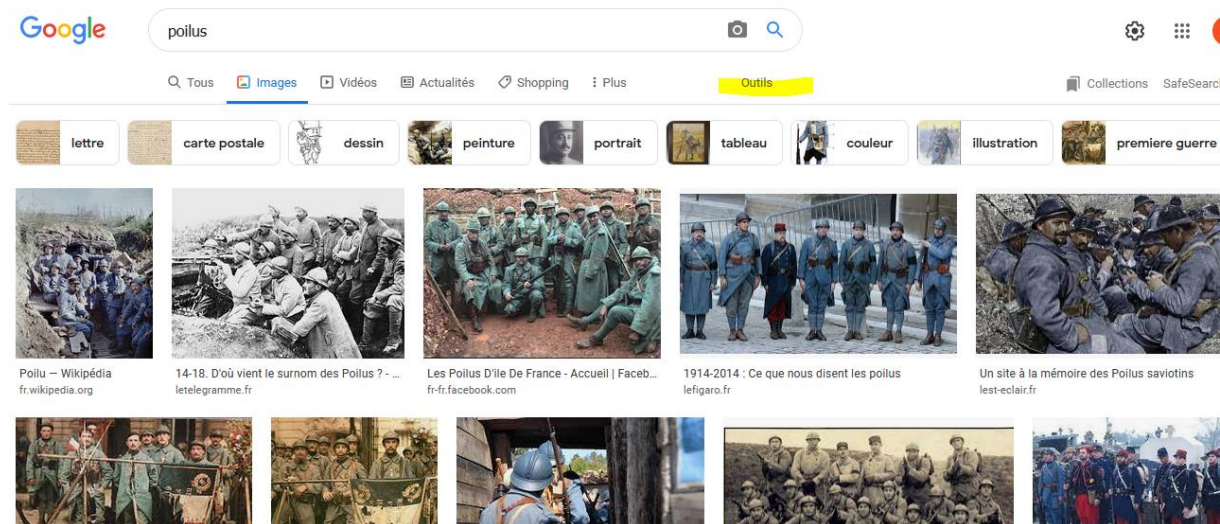 Google
poilus
Tous Images Vidéos Actualités Shopping Plus Outils Collections SafeSearch
lettre carte postale dessin peinture portrait tableau couleur illustration premiere guerre
Poilu — Wikipédia
fr.wikipedia.org
14-18. D'où vient le surnom des Poilus ? - ...
letelegramme.fr
Les Poilus D'ile De France - Accueil | Faceb...
fr-fr.facebook.com
1914-2014 : Ce que nous disent les poilus
lefigaro.fr
Un site à la mémoire des Poilus saviotins
lest-eclair.fr